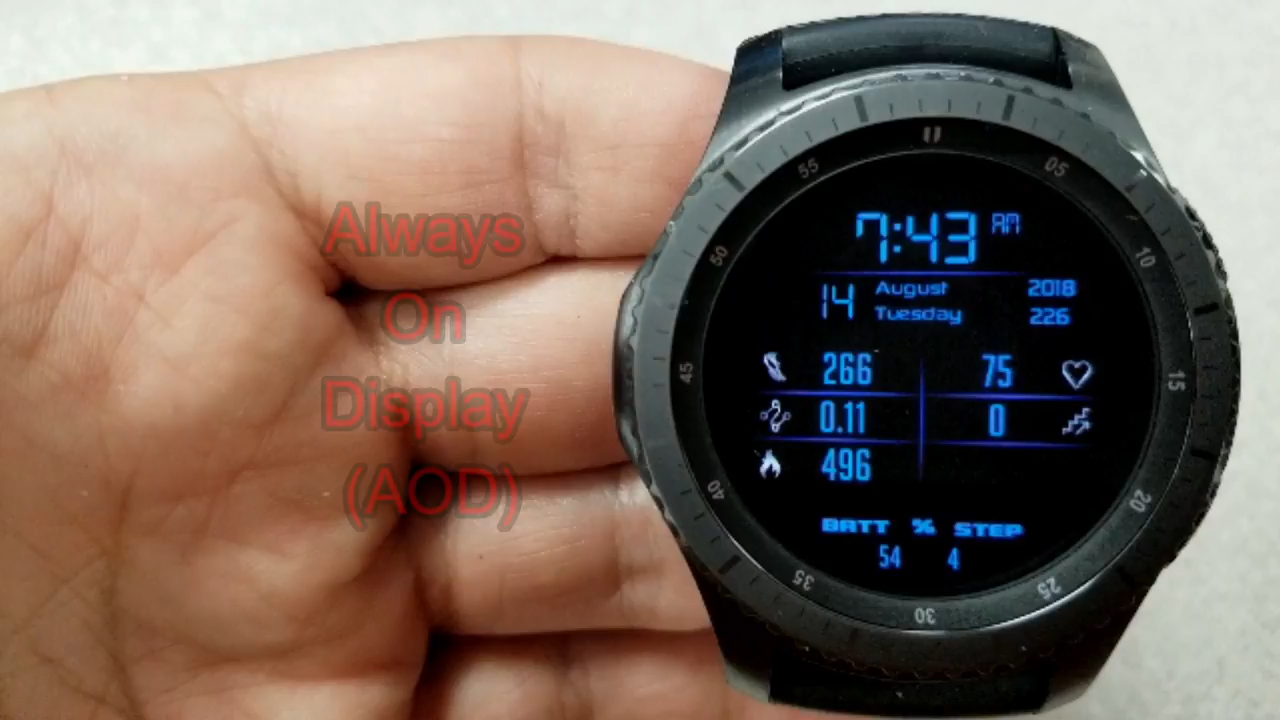 Always
On
Display
(AOD)
55
05
50
10
45
15
40
20
35
25
30
7:43 AM
14 August 2018
Tuesday 226
266 75
0.11 0
496
BATT % STEP
54 4